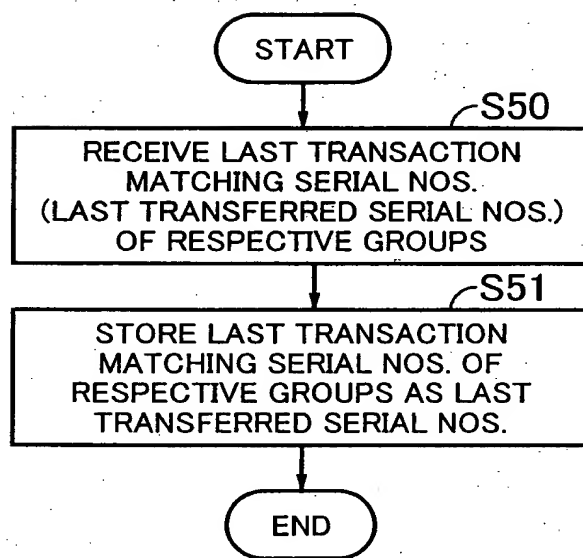 START
S50
RECEIVE LAST TRANSACTION
MATCHING SERIAL NOS.
(LAST TRANSFERRED SERIAL NOS.)
OF RESPECTIVE GROUPS
S51
STORE LAST TRANSACTION
MATCHING SERIAL NOS. OF
RESPECTIVE GROUPS AS LAST
TRANSFERRED SERIAL NOS.
END